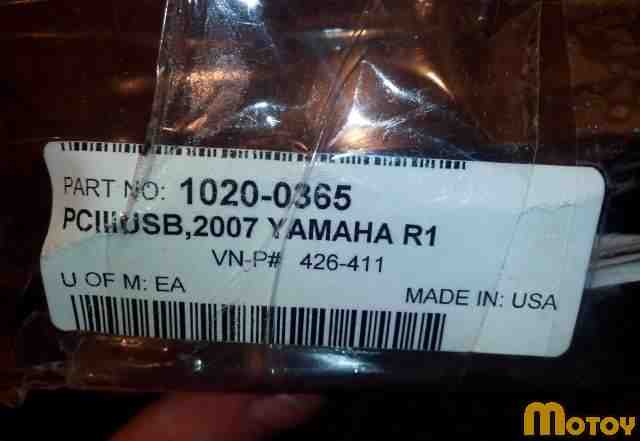 PART NO: 1020-0365
PCIIIUSB,2007 YAMAHA R1
VN-P# 426-411
U OF M: EA
MADE IN: USA
Motoy